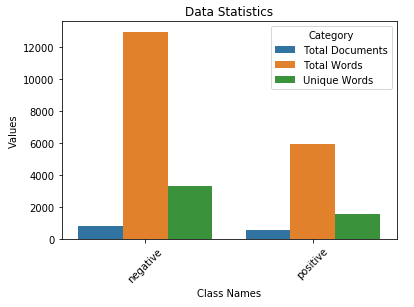 Data Statistics
Category
Total Documents
Total Words
Unique Words
Values
12000
10000
8000
6000
4000
2000
0
negative
positive
Class Names